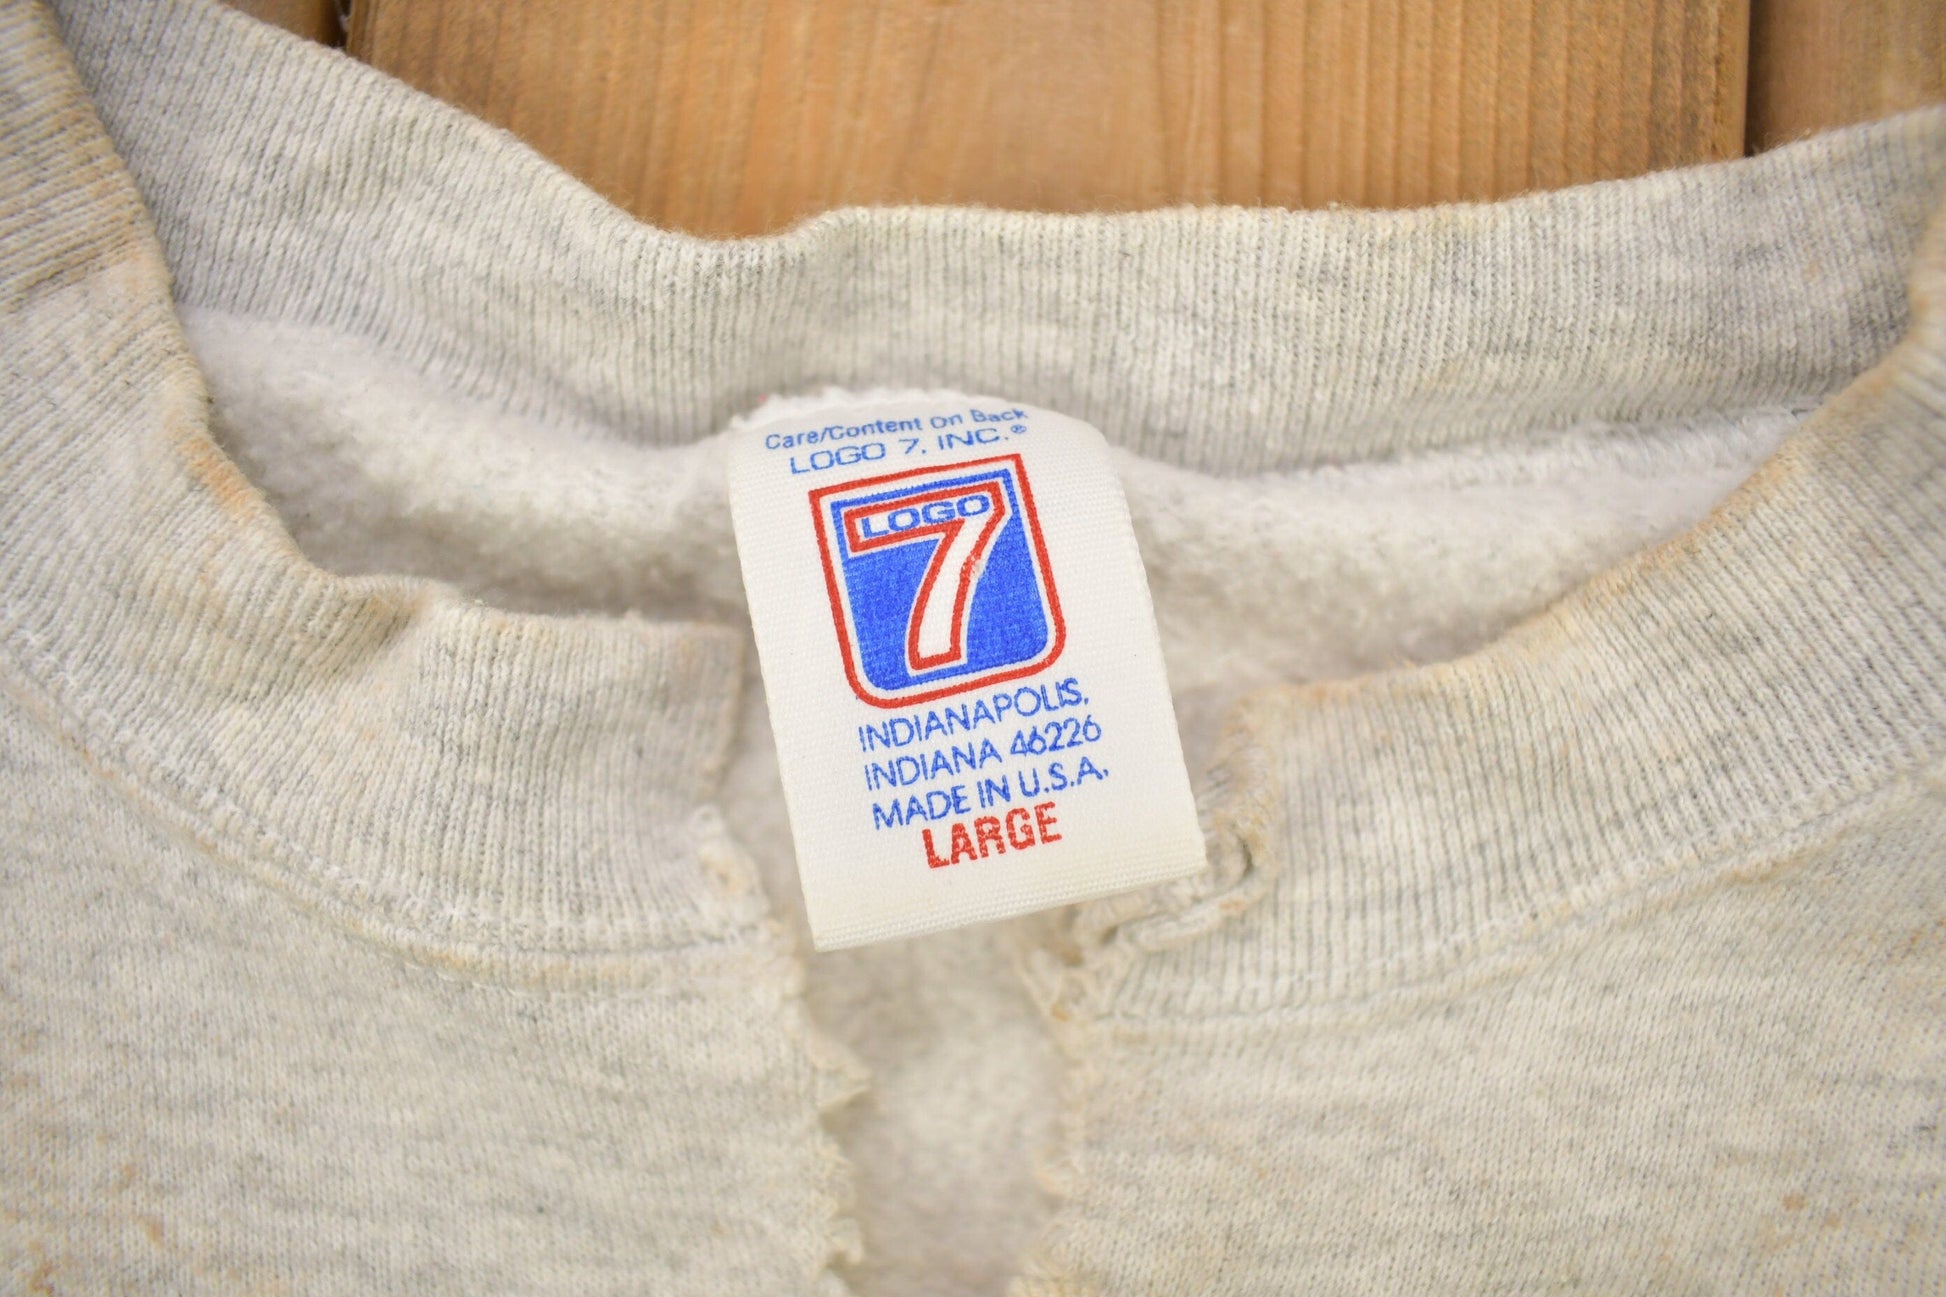 Care/Content On Back
LOGO 7, INC.®
LOGO
7
INDIANAPOLIS,
INDIANA 46226
MADE IN U.S.A.
LARGE